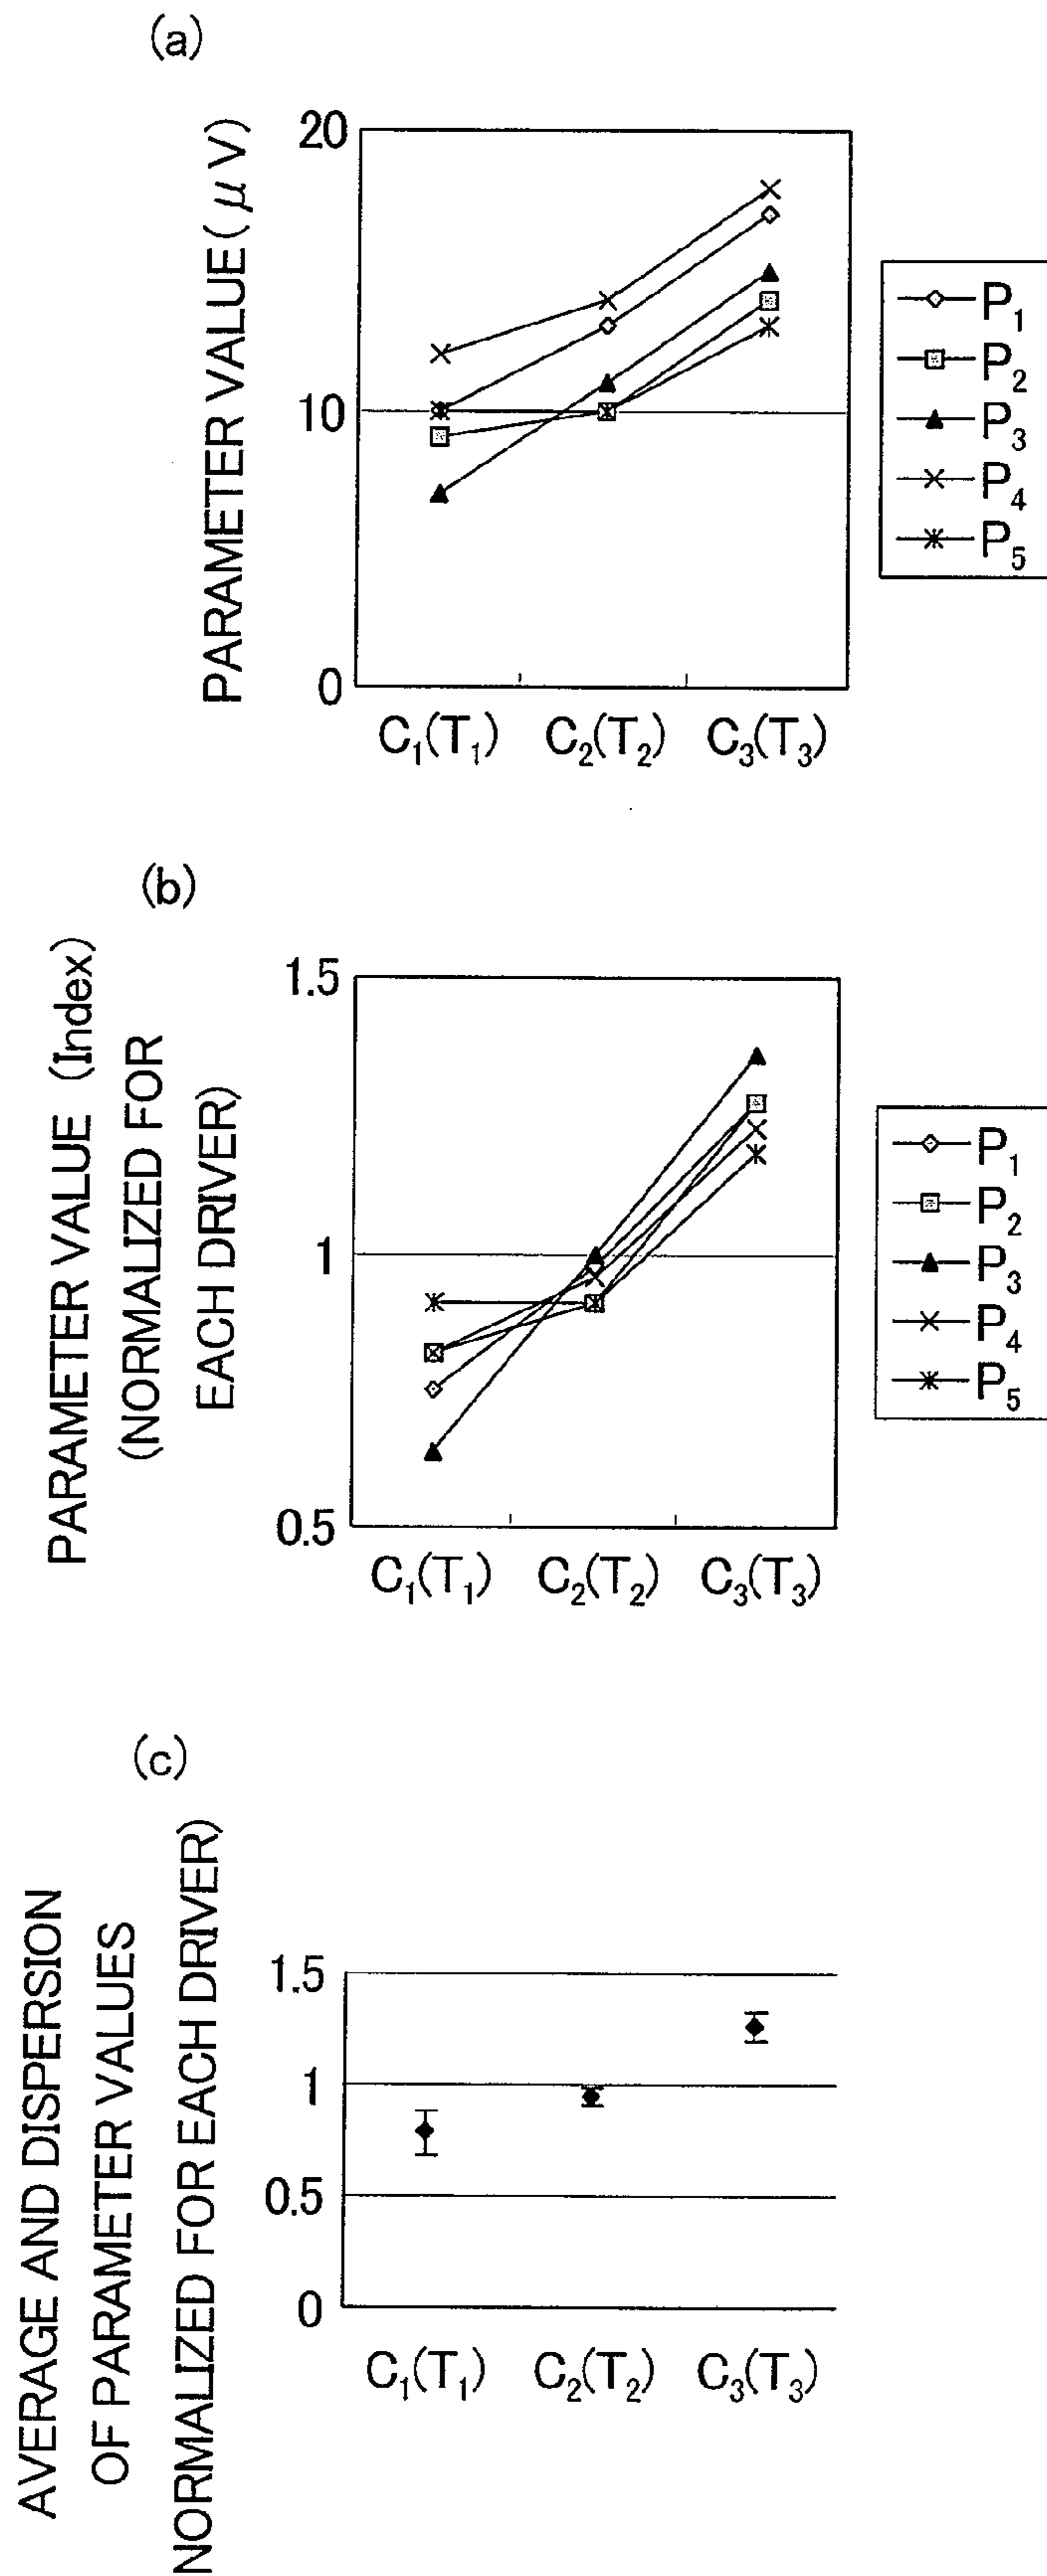 (a)
PARAMETER VALUE(μV)
20
10
0
C₁(T₁) C₂(T₂) C₃(T₃)
P₁
P₂
P₃
P₄
P₅
(b)
PARAMETER VALUE (Index)
(NORMALIZED FOR
EACH DRIVER)
1.5
1
0.5
C₁(T₁) C₂(T₂) C₃(T₃)
P₁
P₂
P₃
P₄
P₅
(c)
AVERAGE AND DISPERSION
OF PARAMETER VALUES
NORMALIZED FOR EACH DRIVER)
1.5
1
0.5
0
C₁(T₁) C₂(T₂) C₃(T₃)